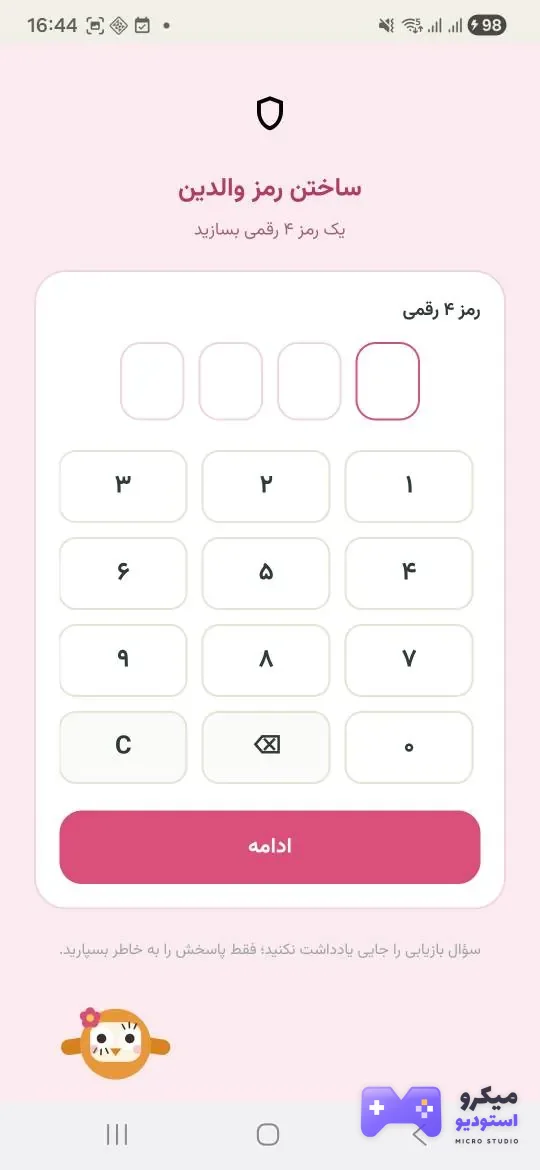 16:44
98
ساختن رمز والدین
یک رمز ۴ رقمی بسازید
رمز ۴ رقمی
۱ ۲ ۳
۴ ۵ ۶
۷ ۸ ۹
۰ C
ادامه
سؤال بازیابی را جایی یادداشت نکنید؛ فقط پاسخش را به خاطر بسپارید.
میکرو
استودیو
MICRO STUDIO